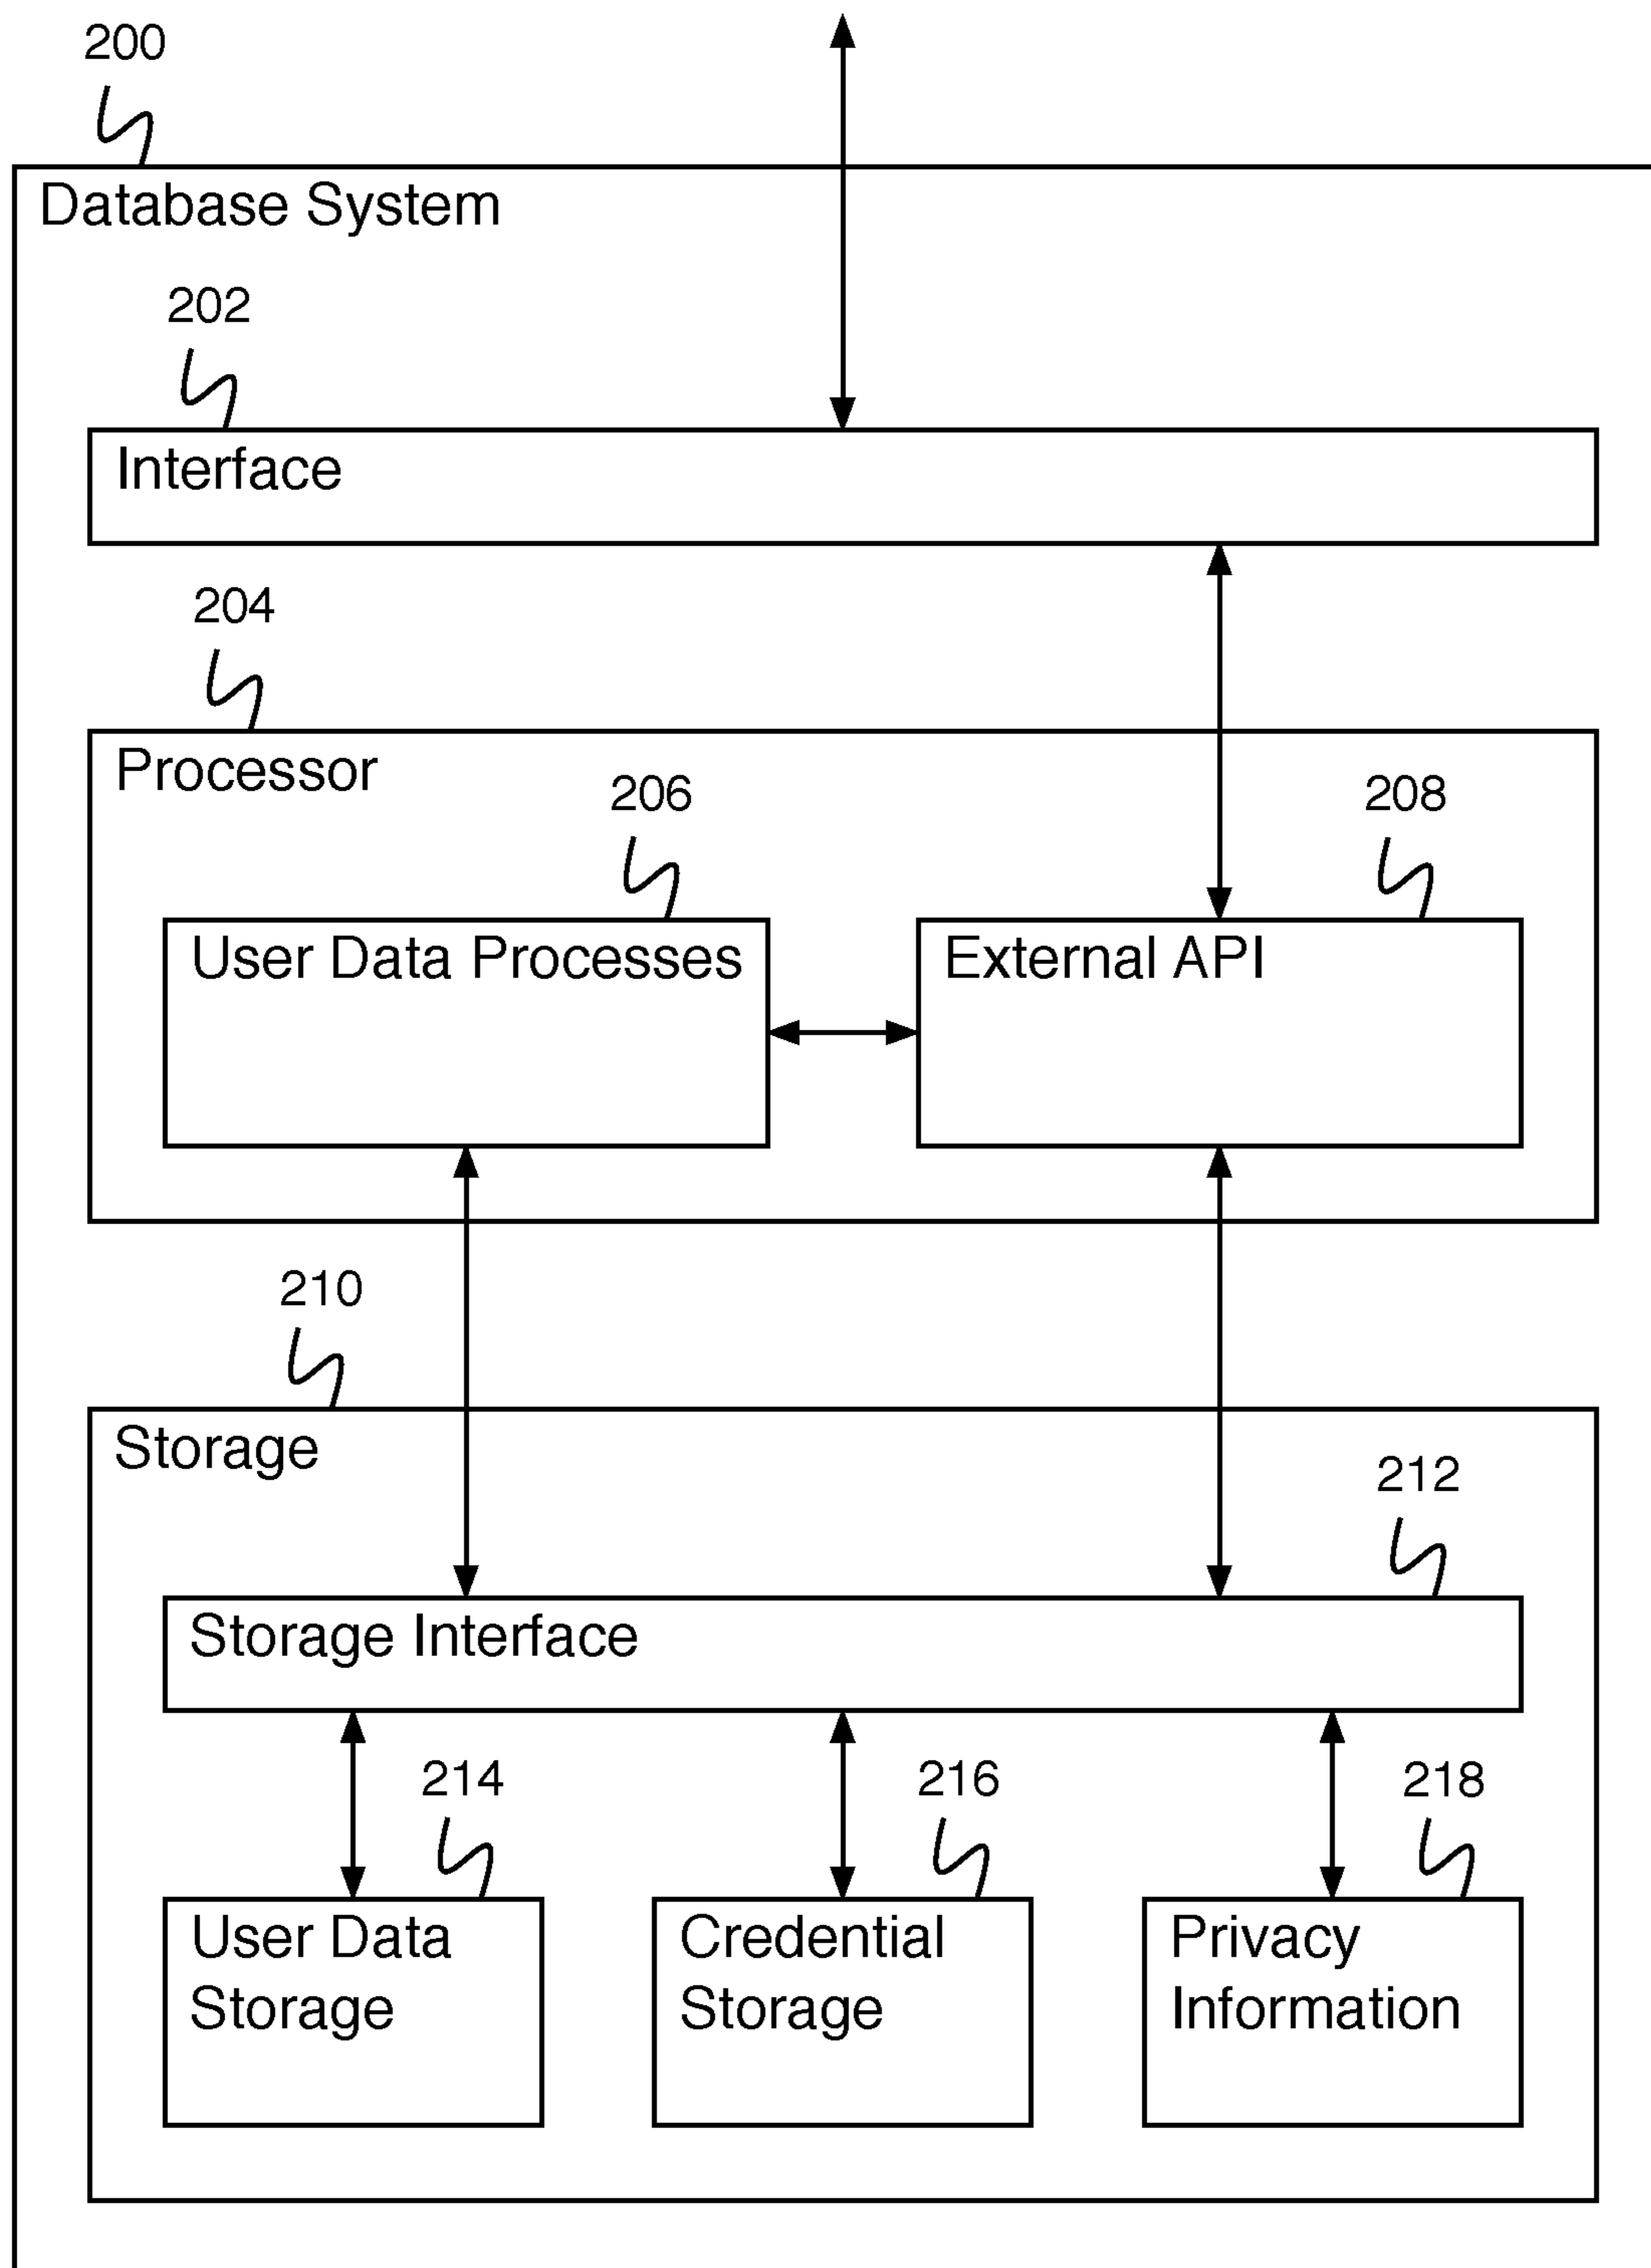 200
Database System
202
Interface
204
Processor
206
208
User Data Processes
External API
210
Storage
212
Storage Interface
214
216
218
User Data
Storage
Credential
Storage
Privacy
Information